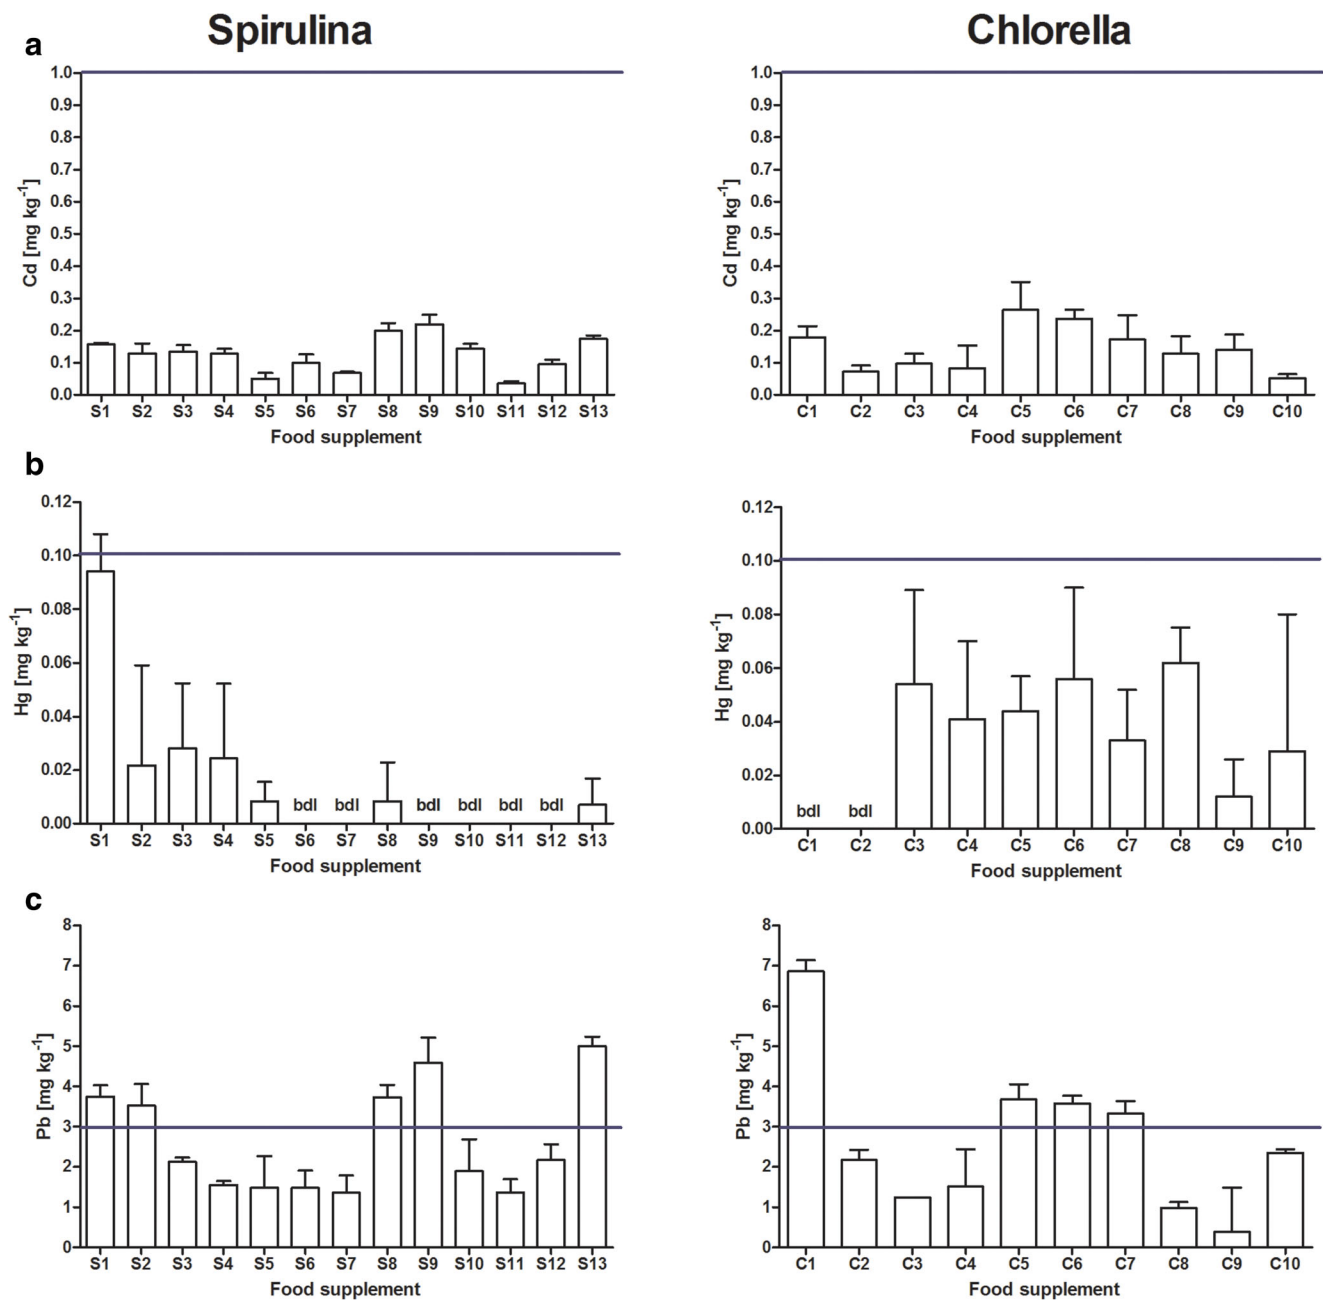 Spirulina
Chlorella
a
1.0
0.9
0.8
0.7
0.6
0.5
0.4
0.3
0.2
0.1
0.0
Cd [mg kg⁻¹]
S1 S2 S3 S4 S5 S6 S7 S8 S9 S10 S11 S12 S13
Food supplement
1.0
0.9
0.8
0.7
0.6
0.5
0.4
0.3
0.2
0.1
0.0
Cd [mg kg⁻¹]
C1 C2 C3 C4 C5 C6 C7 C8 C9 C10
Food supplement
b
0.12
0.10
0.08
0.06
0.04
0.02
0.00
Hg [mg kg⁻¹]
bdl bdl bdl bdl bdl bdl
S1 S2 S3 S4 S5 S6 S7 S8 S9 S10 S11 S12 S13
Food supplement
0.12
0.10
0.08
0.06
0.04
0.02
0.00
Hg [mg kg⁻¹]
bdl bdl
C1 C2 C3 C4 C5 C6 C7 C8 C9 C10
Food supplement
c
8
7
6
5
4
3
2
1
0
Pb [mg kg⁻¹]
S1 S2 S3 S4 S5 S6 S7 S8 S9 S10 S11 S12 S13
Food supplement
8
7
6
5
4
3
2
1
0
Pb [mg kg⁻¹]
C1 C2 C3 C4 C5 C6 C7 C8 C9 C10
Food supplement